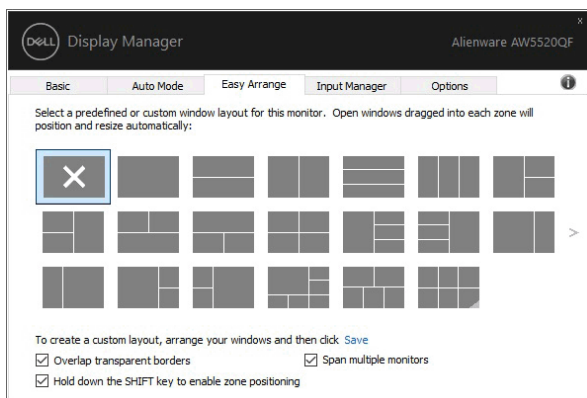 x
DELL Display Manager Alienware AW5520QF
Basic Auto Mode Easy Arrange Input Manager Options
Select a predefined or custom window layout for this monitor. Open windows dragged into each zone will
position and resize automatically:
>
To create a custom layout, arrange your windows and then click Save
Overlap transparent borders Span multiple monitors
Hold down the SHIFT key to enable zone positioning